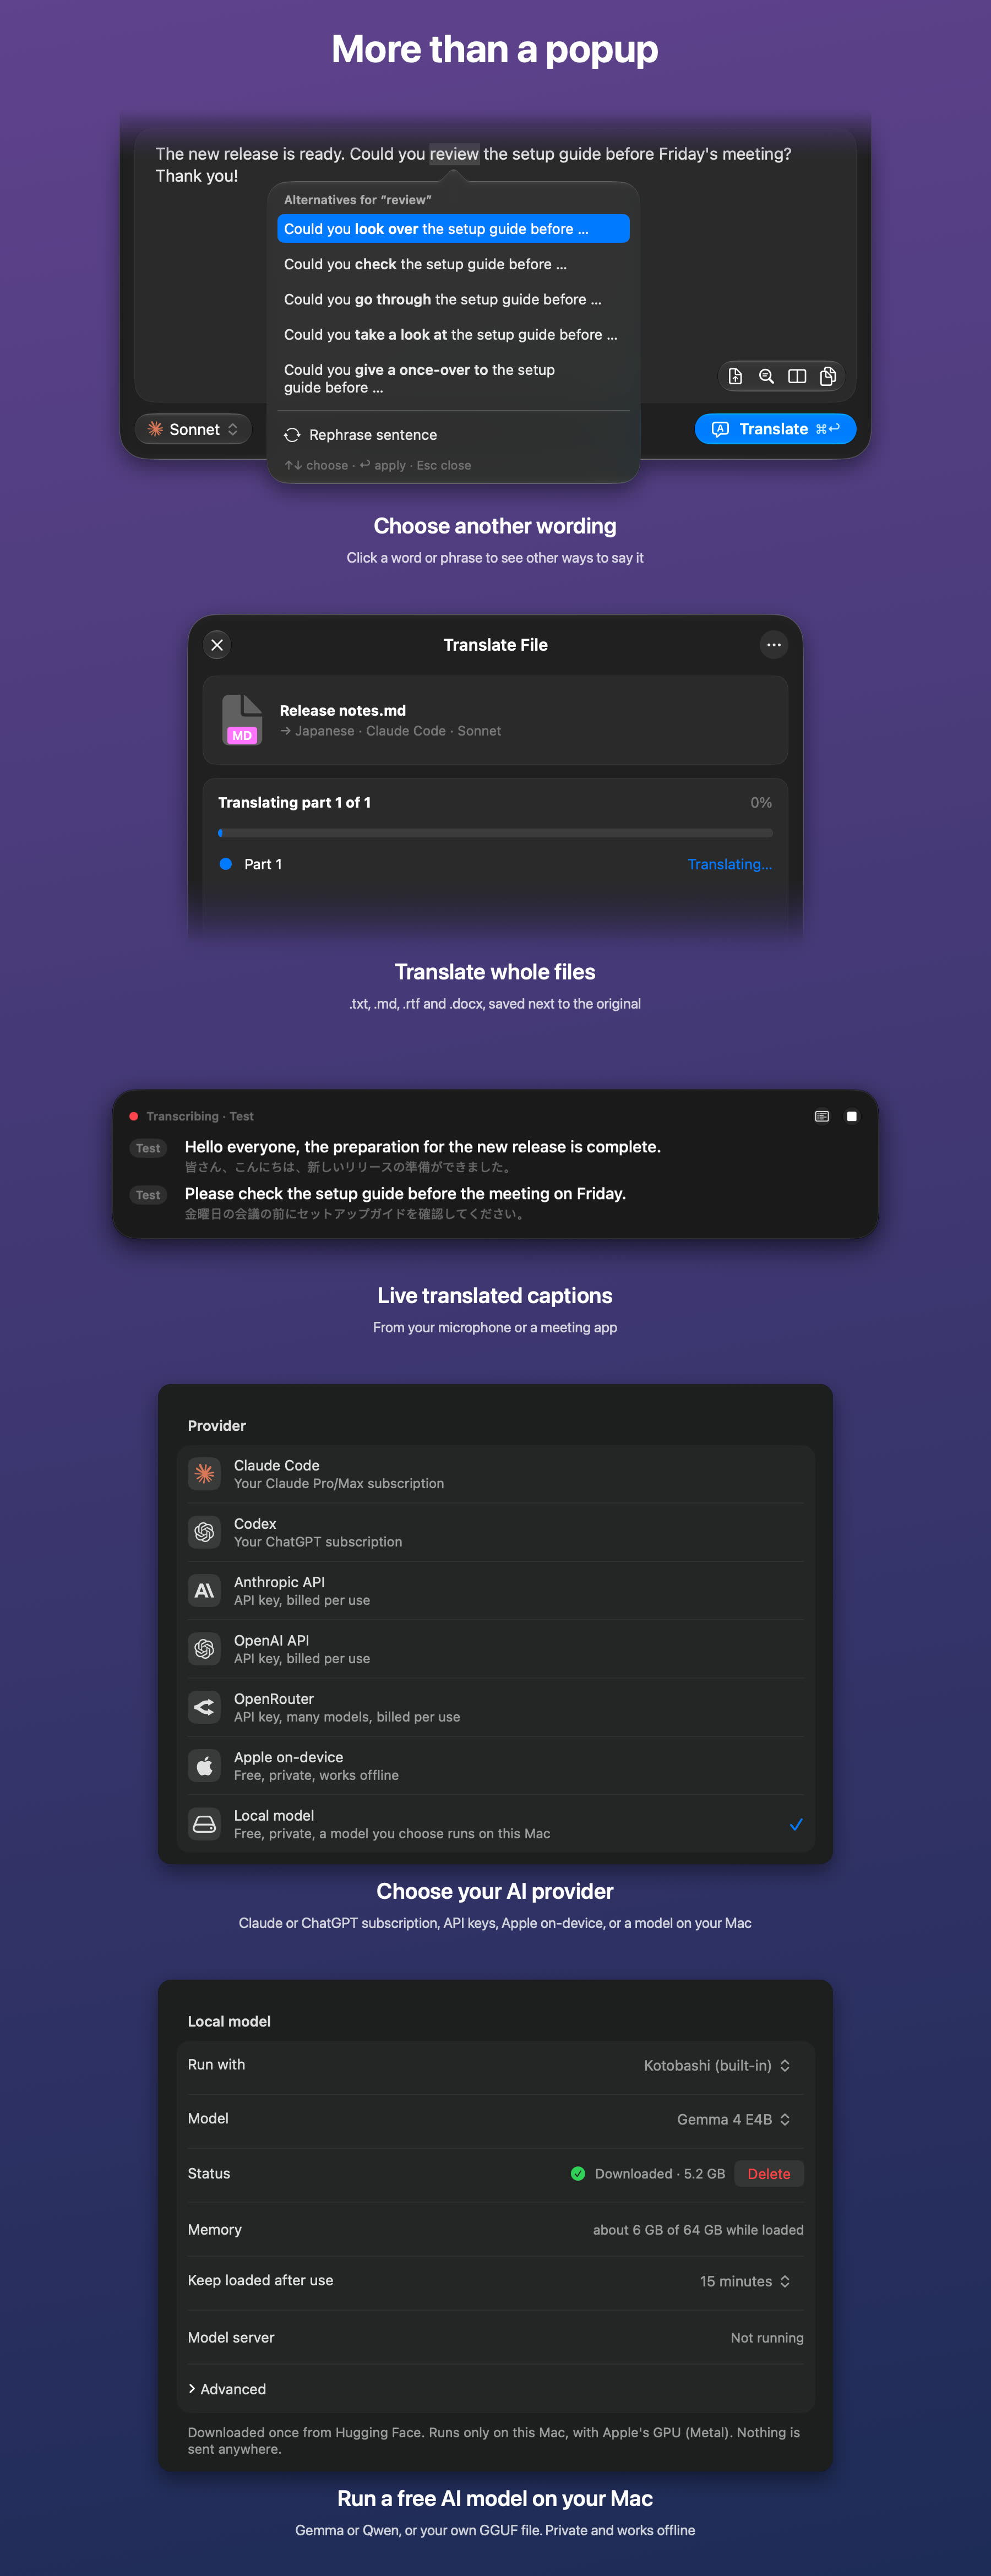 More than a popup
The new release is ready. Could you review the setup guide before Friday's meeting?
Thank you!
Alternatives for “review”
Could you look over the setup guide before ...
Could you check the setup guide before ...
Could you go through the setup guide before ...
Could you take a look at the setup guide before ...
Could you give a once-over to the setup
guide before ...
Rephrase sentence
↑↓ choose · ↩ apply · Esc close
Sonnet
Translate ⌘↩
Choose another wording
Click a word or phrase to see other ways to say it
Translate File
MD
Release notes.md
→ Japanese · Claude Code · Sonnet
Translating part 1 of 1
0%
Part 1
Translating...
Translate whole files
.txt, .md, .rtf and .docx, saved next to the original
Transcribing · Test
Test
Hello everyone, the preparation for the new release is complete.
皆さん、こんにちは、新しいリリースの準備ができました。
Test
Please check the setup guide before the meeting on Friday.
金曜日の会議の前にセットアップガイドを確認してください。
Live translated captions
From your microphone or a meeting app
Provider
Claude Code
Your Claude Pro/Max subscription
Codex
Your ChatGPT subscription
Anthropic API
API key, billed per use
OpenAI API
API key, billed per use
OpenRouter
API key, many models, billed per use
Apple on-device
Free, private, works offline
Local model
Free, private, a model you choose runs on this Mac
Choose your AI provider
Claude or ChatGPT subscription, API keys, Apple on-device, or a model on your Mac
Local model
Run with
Kotobashi (built-in)
Model
Gemma 4 E4B
Status
Downloaded · 5.2 GB
Delete
Memory
about 6 GB of 64 GB while loaded
Keep loaded after use
15 minutes
Model server
Not running
Advanced
Downloaded once from Hugging Face. Runs only on this Mac, with Apple's GPU (Metal). Nothing is
sent anywhere.
Run a free AI model on your Mac
Gemma or Qwen, or your own GGUF file. Private and works offline